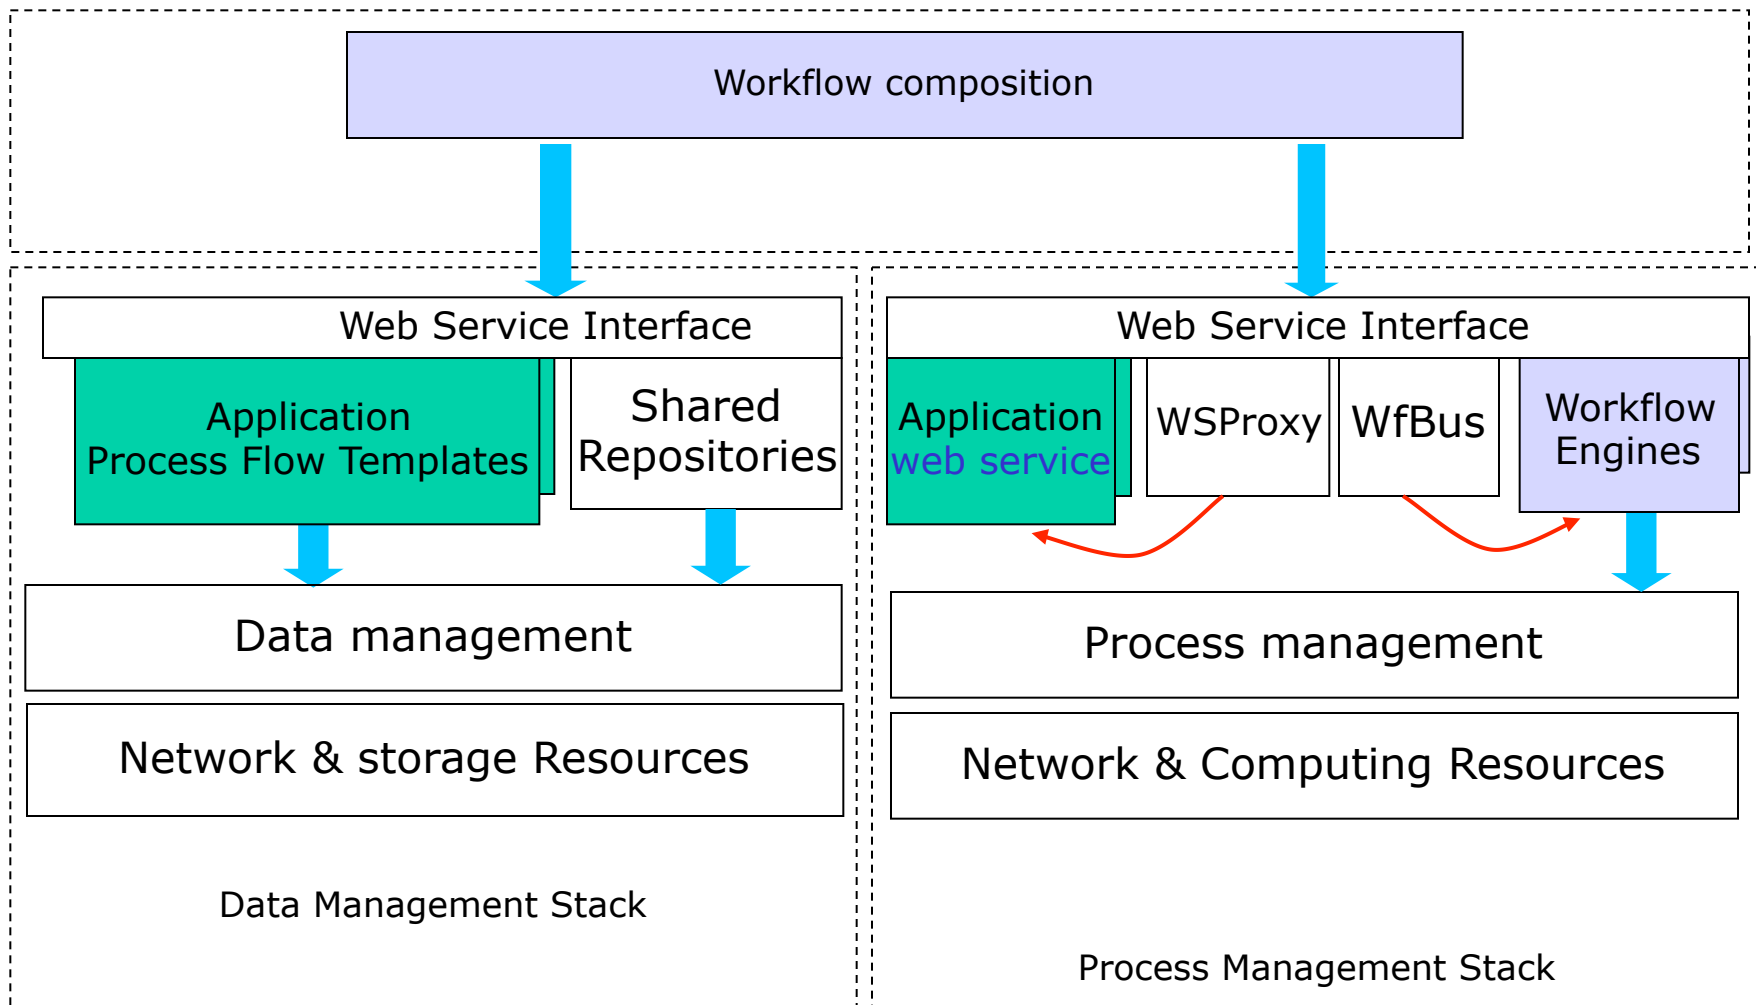 Workflow composition
Web Service Interface
Application
Process Flow Templates
Shared
Repositories
Data management
Network & storage Resources
Data Management Stack
Web Service Interface
Application
web service
WSProxy
WfBus
Workflow
Engines
Process management
Network & Computing Resources
Process Management Stack